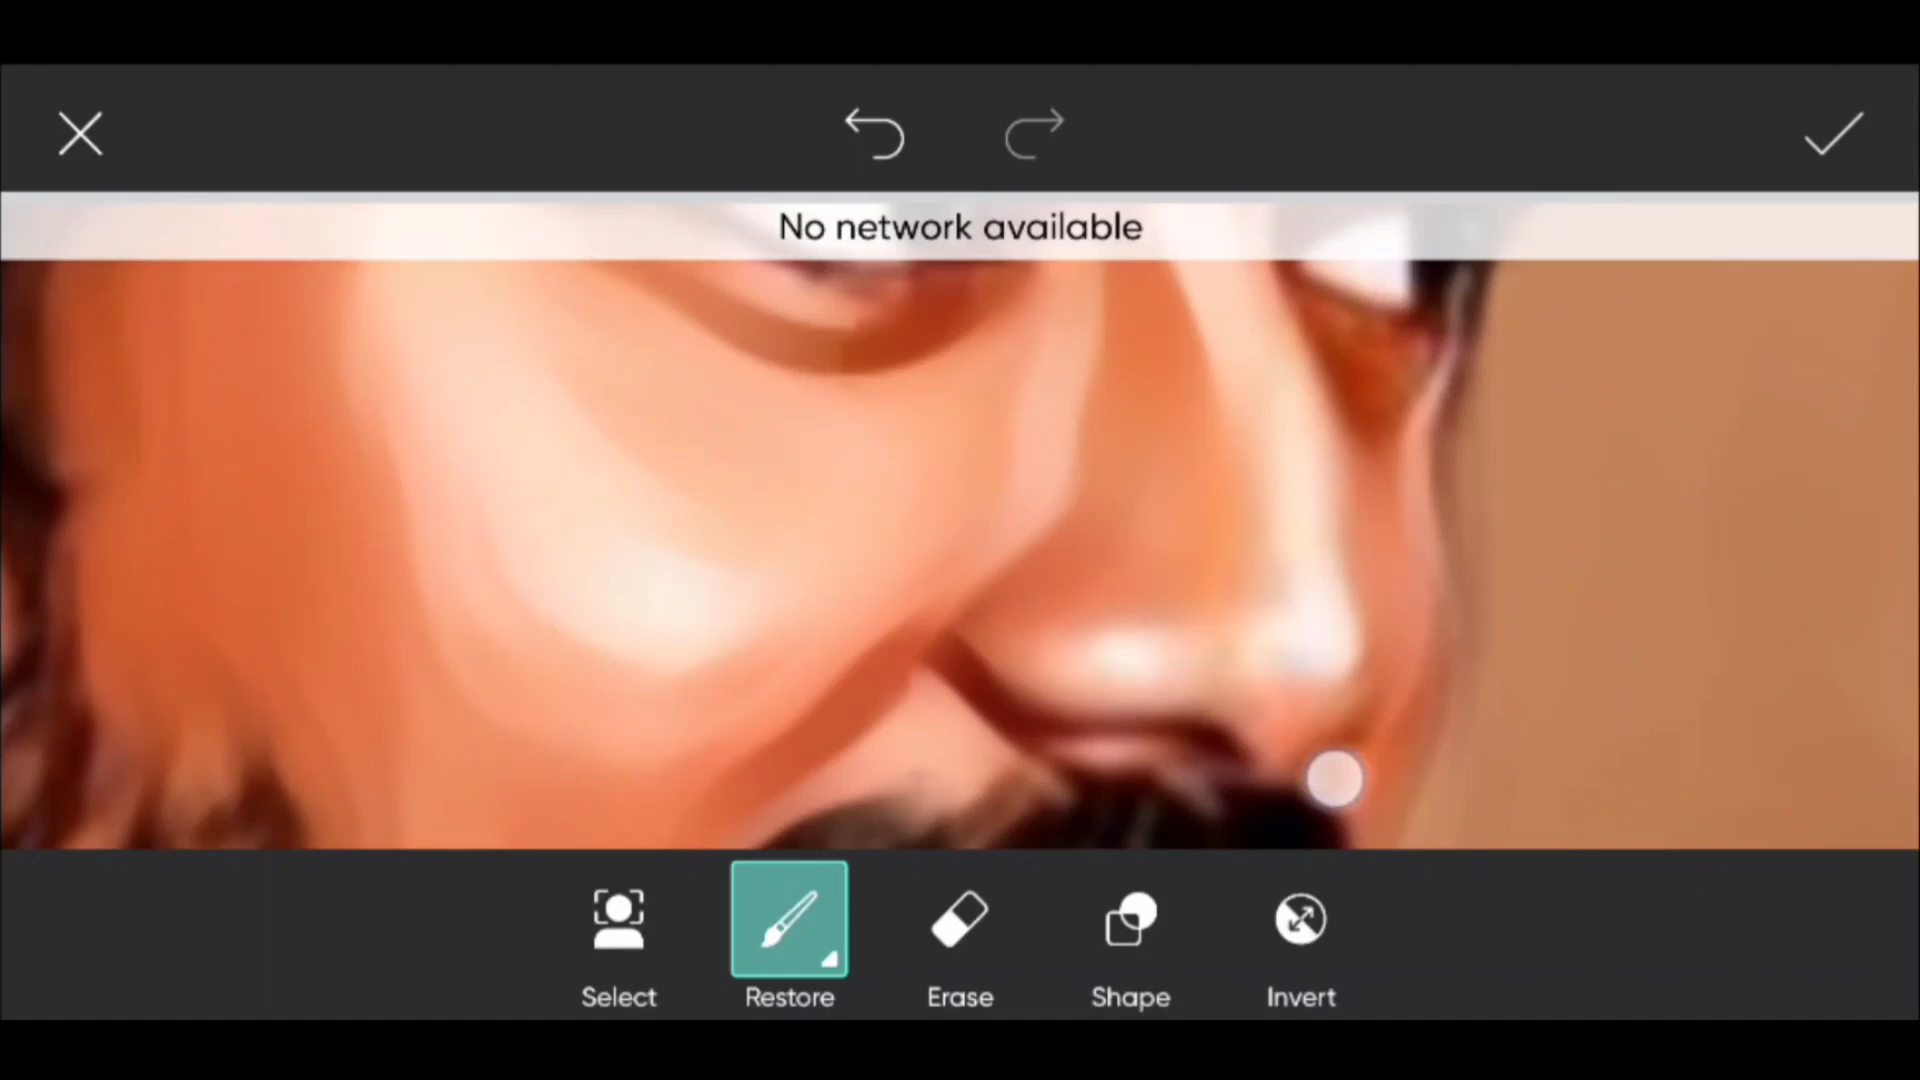 No network available
Select
Restore
Erase
Shape
Invert